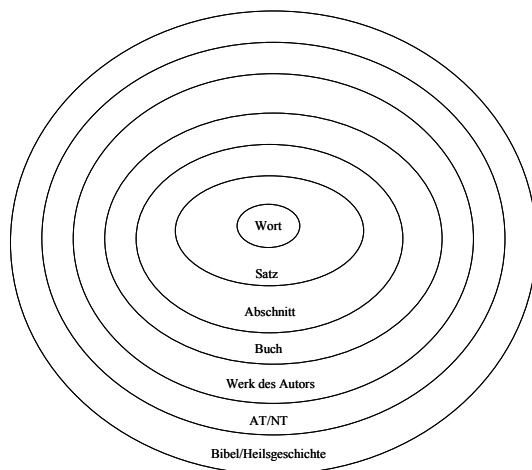 Wort
Satz
Abschnitt
Buch
Werk des Autors
AT/NT
Bibel/Heilsgeschichte